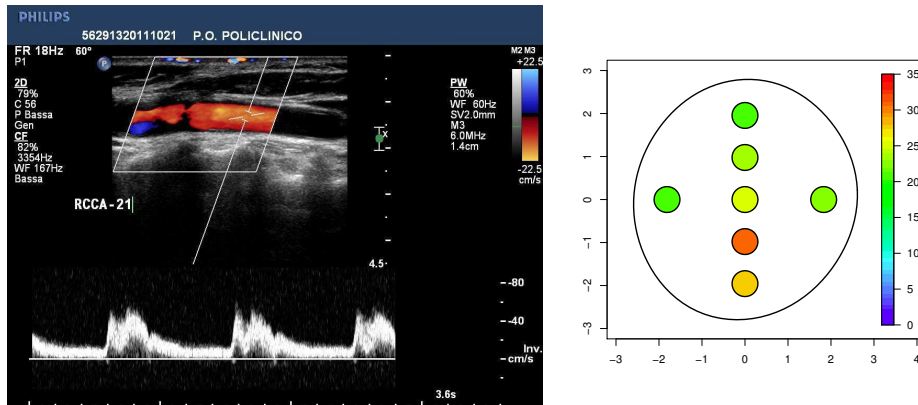 PHILIPS
56291320111021 P.O. POLICLINICO
FR 18Hz 60°
P1
P
M2 M3
+22.5
2D
79%
C 56
P Bassa
Gen
CF
82%
3354Hz
WF 167Hz
Bassa
PW
60%
WF 60Hz
SV2.0mm
M3
6.0MHz
1.4cm
x
-22.5
cm/s
RCCA-21
4.5
-80
-40
Inv.
cm/s
3.6s
3
2
1
0
-1
-2
-3
-3 -2 -1 0 1 2 3 4
35
30
25
20
15
10
5
0